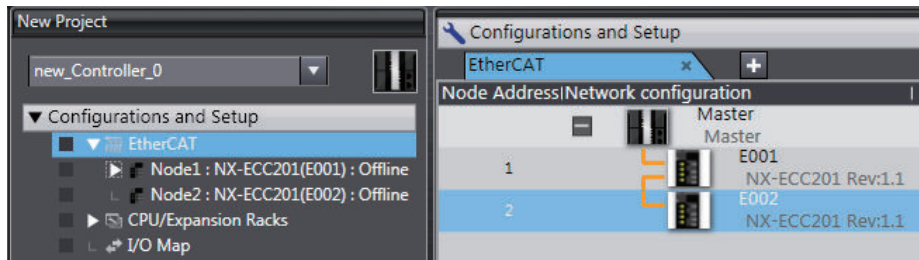 New Project
new_Controller_0
Configurations and Setup
EtherCAT
Node1 : NX-ECC201(E001) : Offline
Node2 : NX-ECC201(E002) : Offline
CPU/Expansion Racks
I/O Map
Configurations and Setup
EtherCAT
Node Address|Network configuration
Master
Master
1
E001
NX-ECC201 Rev:1.1
2
E002
NX-ECC201 Rev:1.1